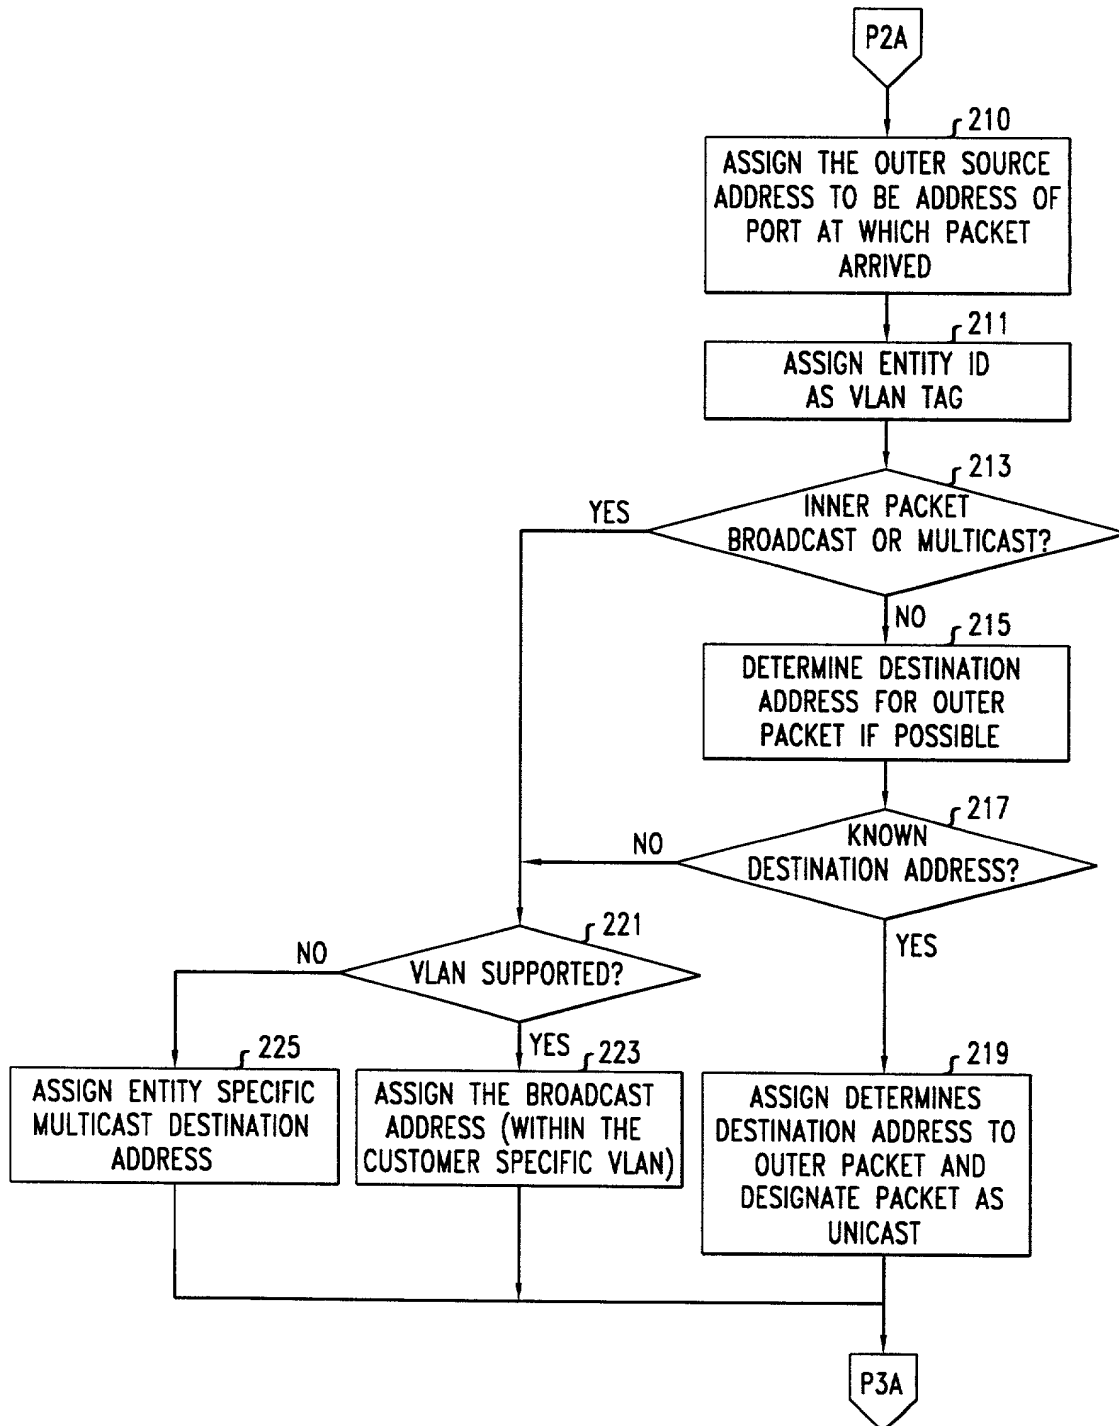 P2A
210
ASSIGN THE OUTER SOURCE
ADDRESS TO BE ADDRESS OF
PORT AT WHICH PACKET
ARRIVED
211
ASSIGN ENTITY ID
AS VLAN TAG
213
INNER PACKET
BROADCAST OR MULTICAST?
YES
NO
215
DETERMINE DESTINATION
ADDRESS FOR OUTER
PACKET IF POSSIBLE
217
KNOWN
DESTINATION ADDRESS?
NO
YES
221
VLAN SUPPORTED?
NO
YES
225
ASSIGN ENTITY SPECIFIC
MULTICAST DESTINATION
ADDRESS
223
ASSIGN THE BROADCAST
ADDRESS (WITHIN THE
CUSTOMER SPECIFIC VLAN)
219
ASSIGN DETERMINES
DESTINATION ADDRESS TO
OUTER PACKET AND
DESIGNATE PACKET AS
UNICAST
P3A